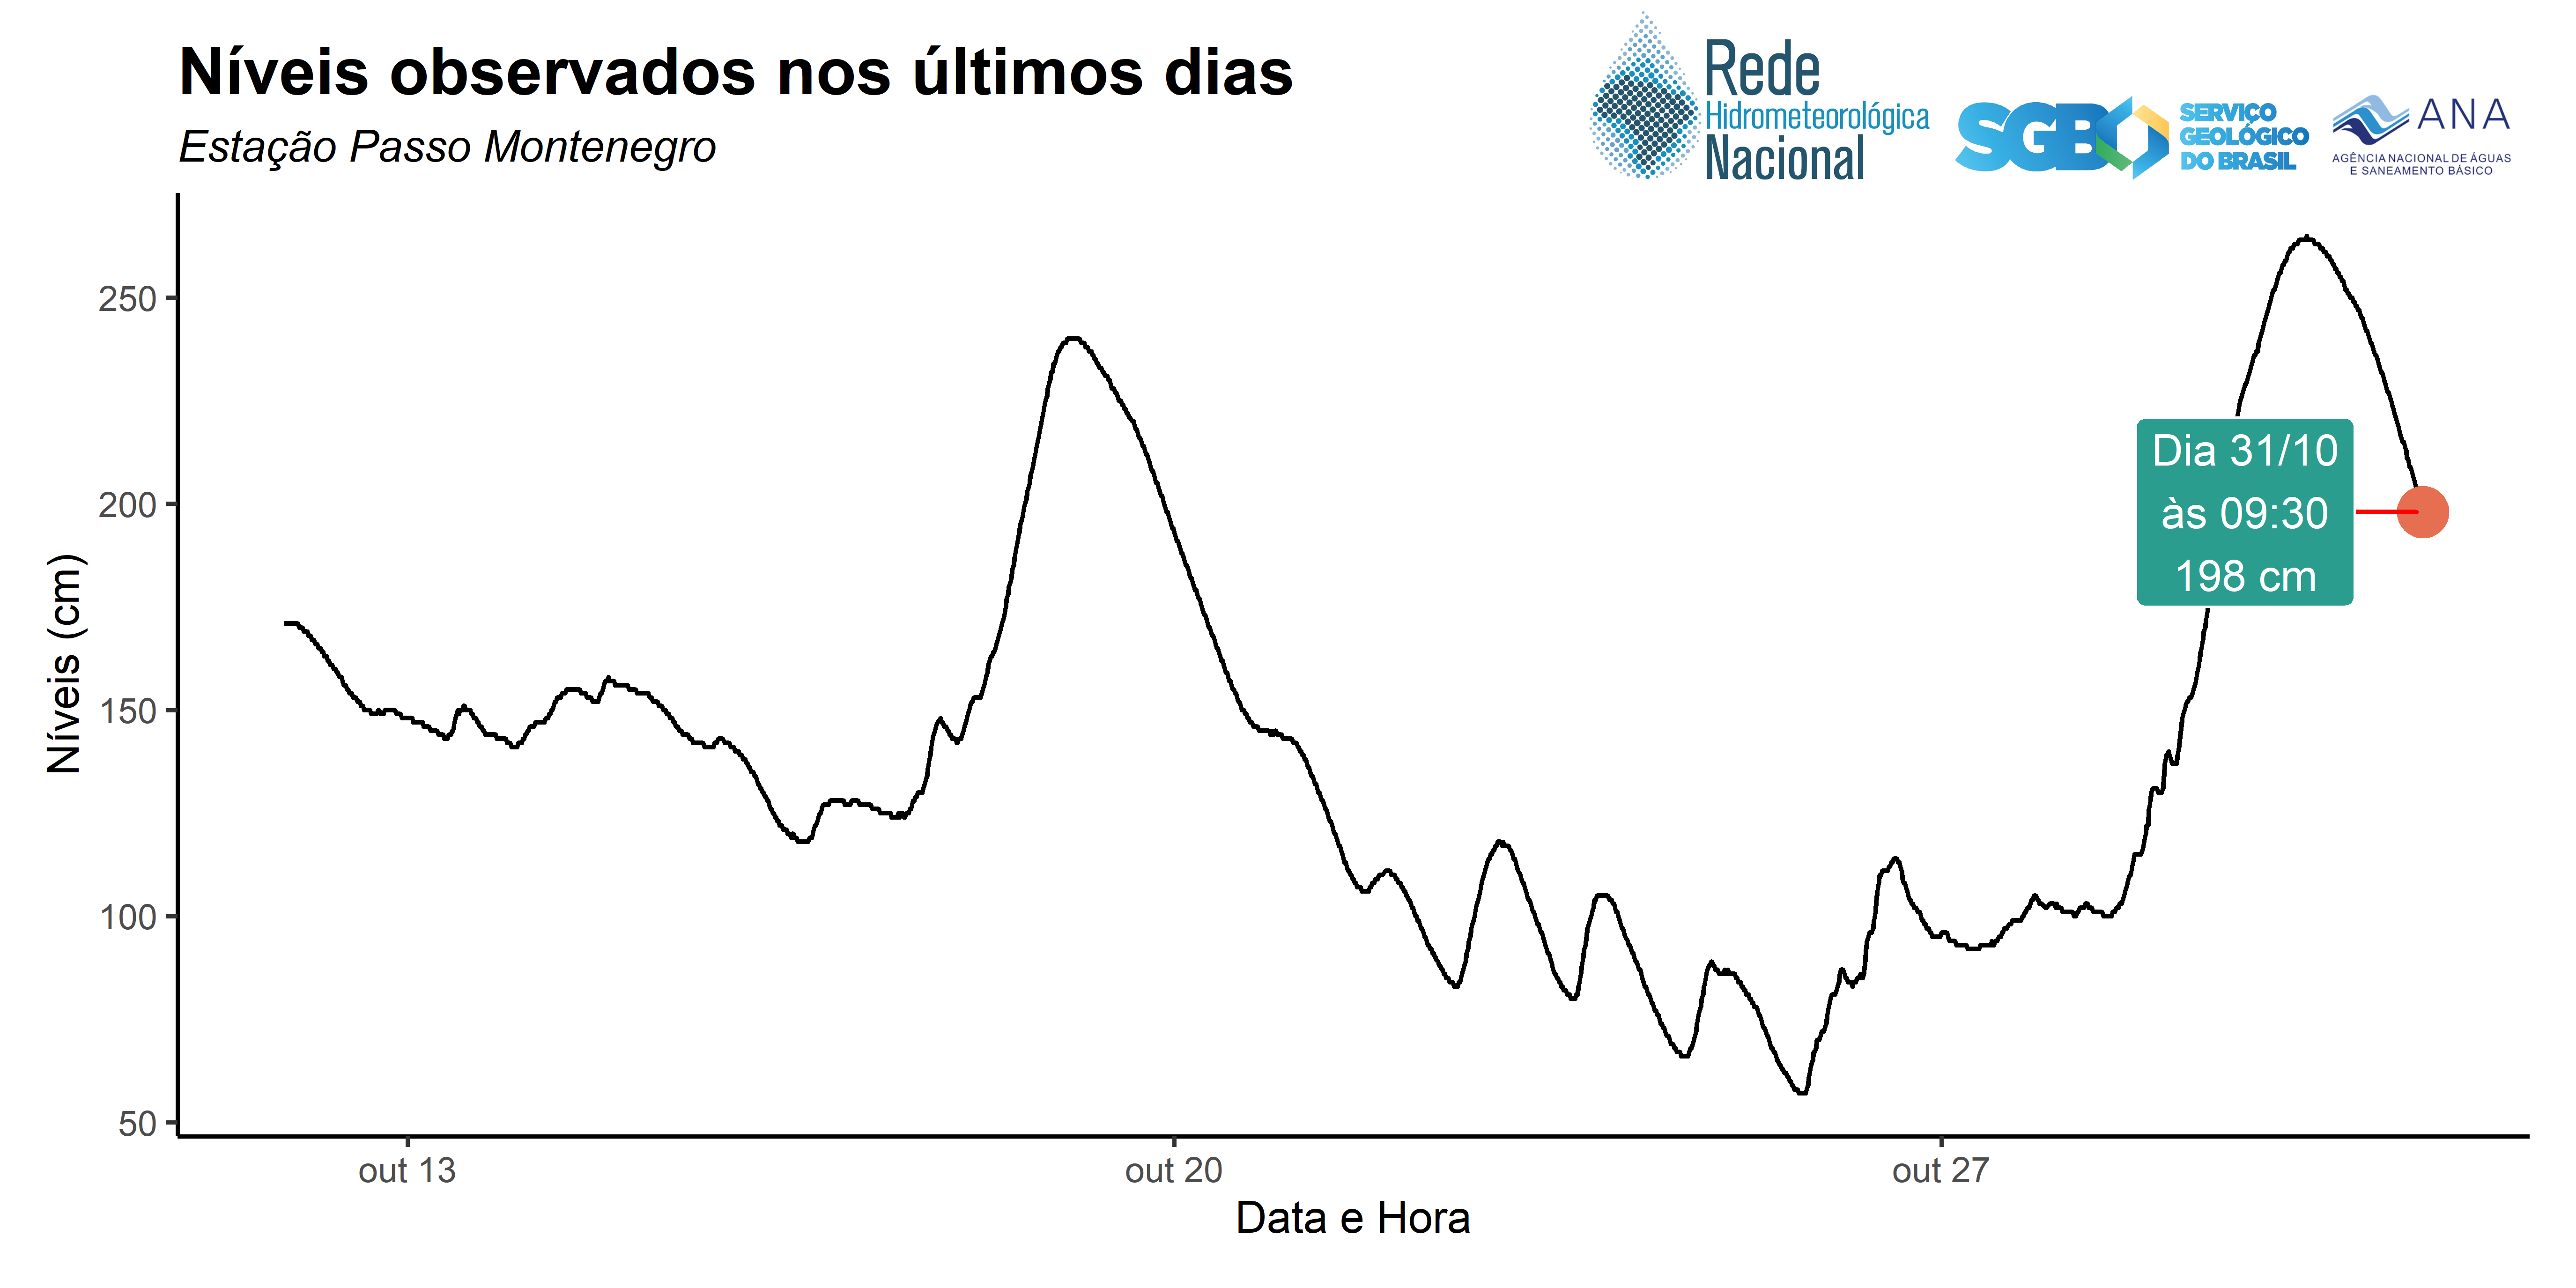 Níveis observados nos últimos dias
Estação Passo Montenegro
Rede
Hidrometeorológica
Nacional
SGB
SERVIÇO
GEOLÓGICO
DO BRASIL
ANA
AGÊNCIA NACIONAL DE ÁGUAS
E SANEAMENTO BÁSICO
250
200
150
100
50
Níveis (cm)
Dia 31/10
às 09:30
198 cm
out 13
out 20
out 27
Data e Hora